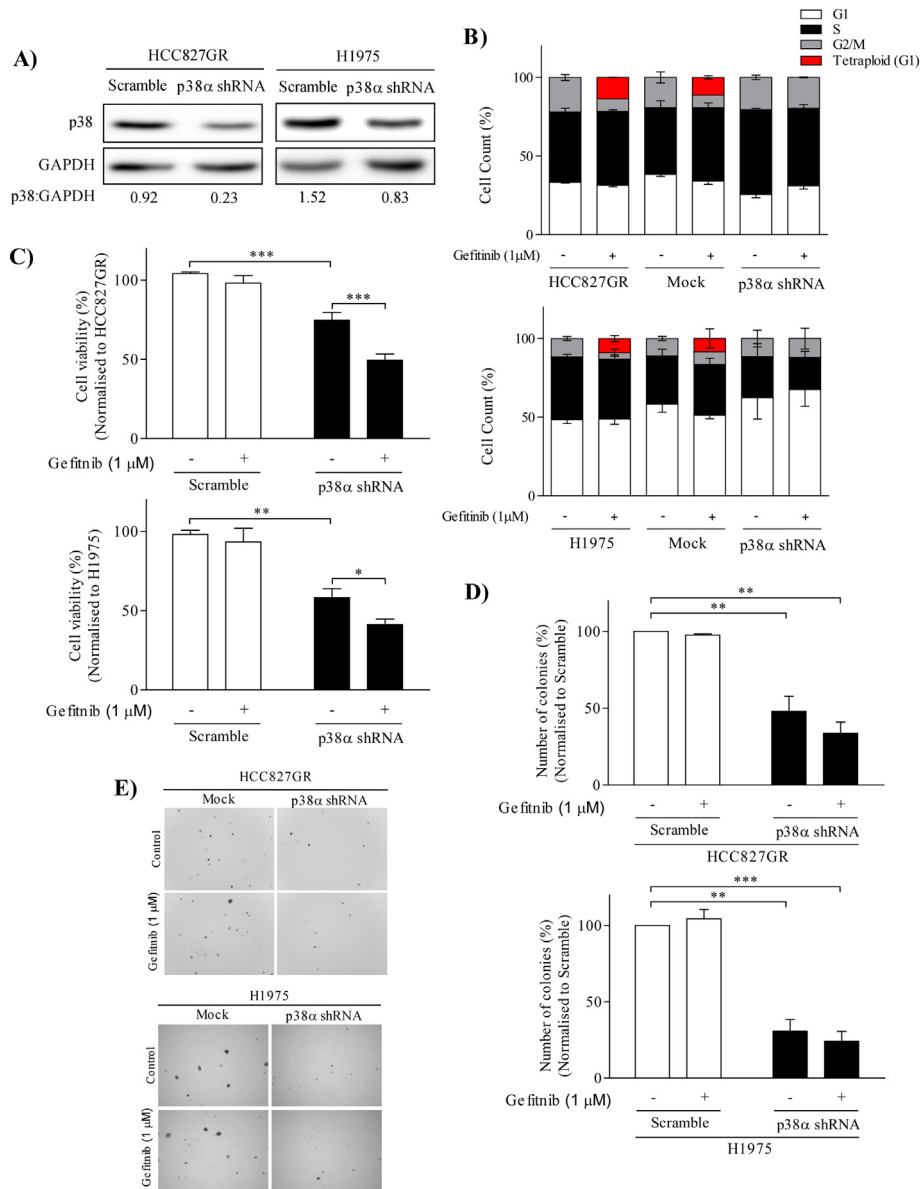 A)
HCC827GR
H1975
Scramble p38α shRNA
Scramble p38α shRNA
p38
GAPDH
p38:GAPDH
0.92
0.23
1.52
0.83
B)
G1
S
G2/M
Tetraploid (G1)
Cell Count (%)
100
50
0
Gefitinib (1μM)
- + - + - +
HCC827GR
Mock
p38α shRNA
Cell Count (%)
100
50
0
Gefitinib (1μM)
- + - + - +
H1975
Mock
p38α shRNA
C)
Cell viability (%)
(Normalised to HCC827GR)
100
50
0
***
***
Gefitnib (1 μM)
- + - +
Scramble
p38α shRNA
Cell viability (%)
(Normalised to H1975)
100
50
0
**
*
Gefitnib (1 μM)
- + - +
Scramble
p38α shRNA
D)
Number of colonies (%)
(Normalised to Scramble)
100
50
0
**
**
Gefitnib (1 μM)
- + - +
Scramble
p38α shRNA
HCC827GR
Number of colonies (%)
(Normalised to Scramble)
100
50
0
***
**
Gefitnib (1 μM)
- + - +
Scramble
p38α shRNA
H1975
E)
HCC827GR
Mock
p38α shRNA
Control
Gefitnib (1 μM)
H1975
Mock
p38α shRNA
Control
Gefitnib (1 μM)